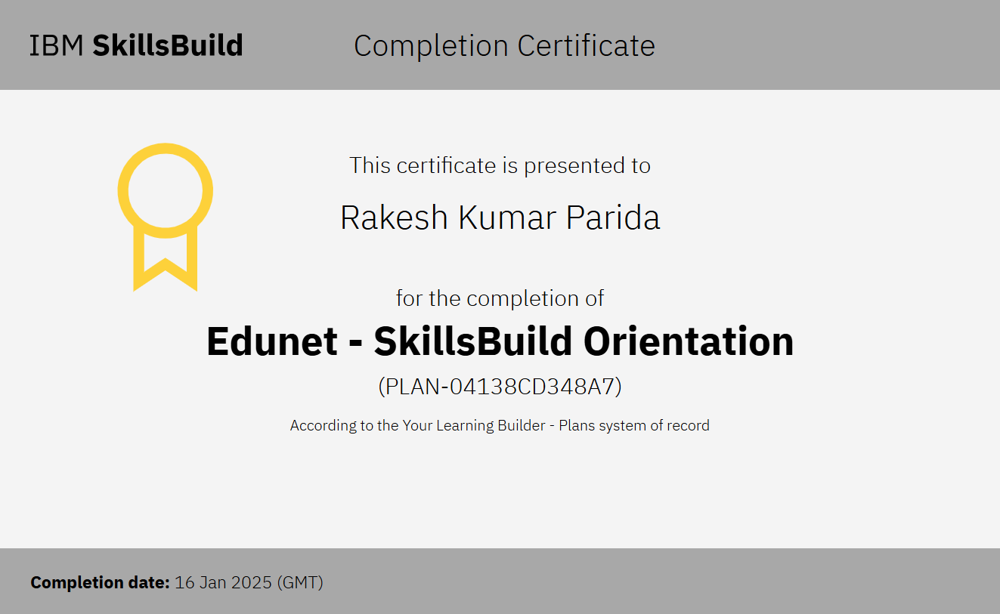 IBM SkillsBuild
Completion Certificate
This certificate is presented to
Rakesh Kumar Parida
for the completion of
Edunet - SkillsBuild Orientation
(PLAN-04138CD348A7)
According to the Your Learning Builder - Plans system of record
Completion date: 16 Jan 2025 (GMT)